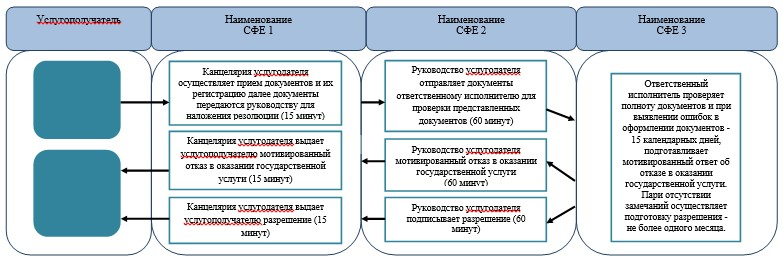 Услугополучатель
Наименование
СФЕ 1
Наименование
СФЕ 2
Наименование
СФЕ 3
Канцелярия услугодателя
осуществляет прием документов и их
регистрацию далее документы
передаются руководству для
наложения резолюции (15 минут)
Руководство услугодателя
отправляет документы
ответственному исполнителю для
проверки представленных
документов (60 минут)
Ответственный
исполнитель проверяет
полноту документов и при
выявлении ошибок в
оформлении документов -
15 календарных дней,
подготавливает
мотивированный ответ об
отказе в оказании
государственной услуги.
Пари отсутствии
замечаний осуществляет
подготовку разрешения -
не более одного месяца.
Канцелярия услугодателя выдает
услугополучателю мотивированный
отказ в оказании государственной
услуги (15 минут)
Руководство услугодателя
мотивированный отказ в оказании
государственной услуги
(60 минут)
Канцелярия услугодателя выдает
услугополучателю разрешение (15
минут)
Руководство услугодателя
подписывает разрешение (60
минут)